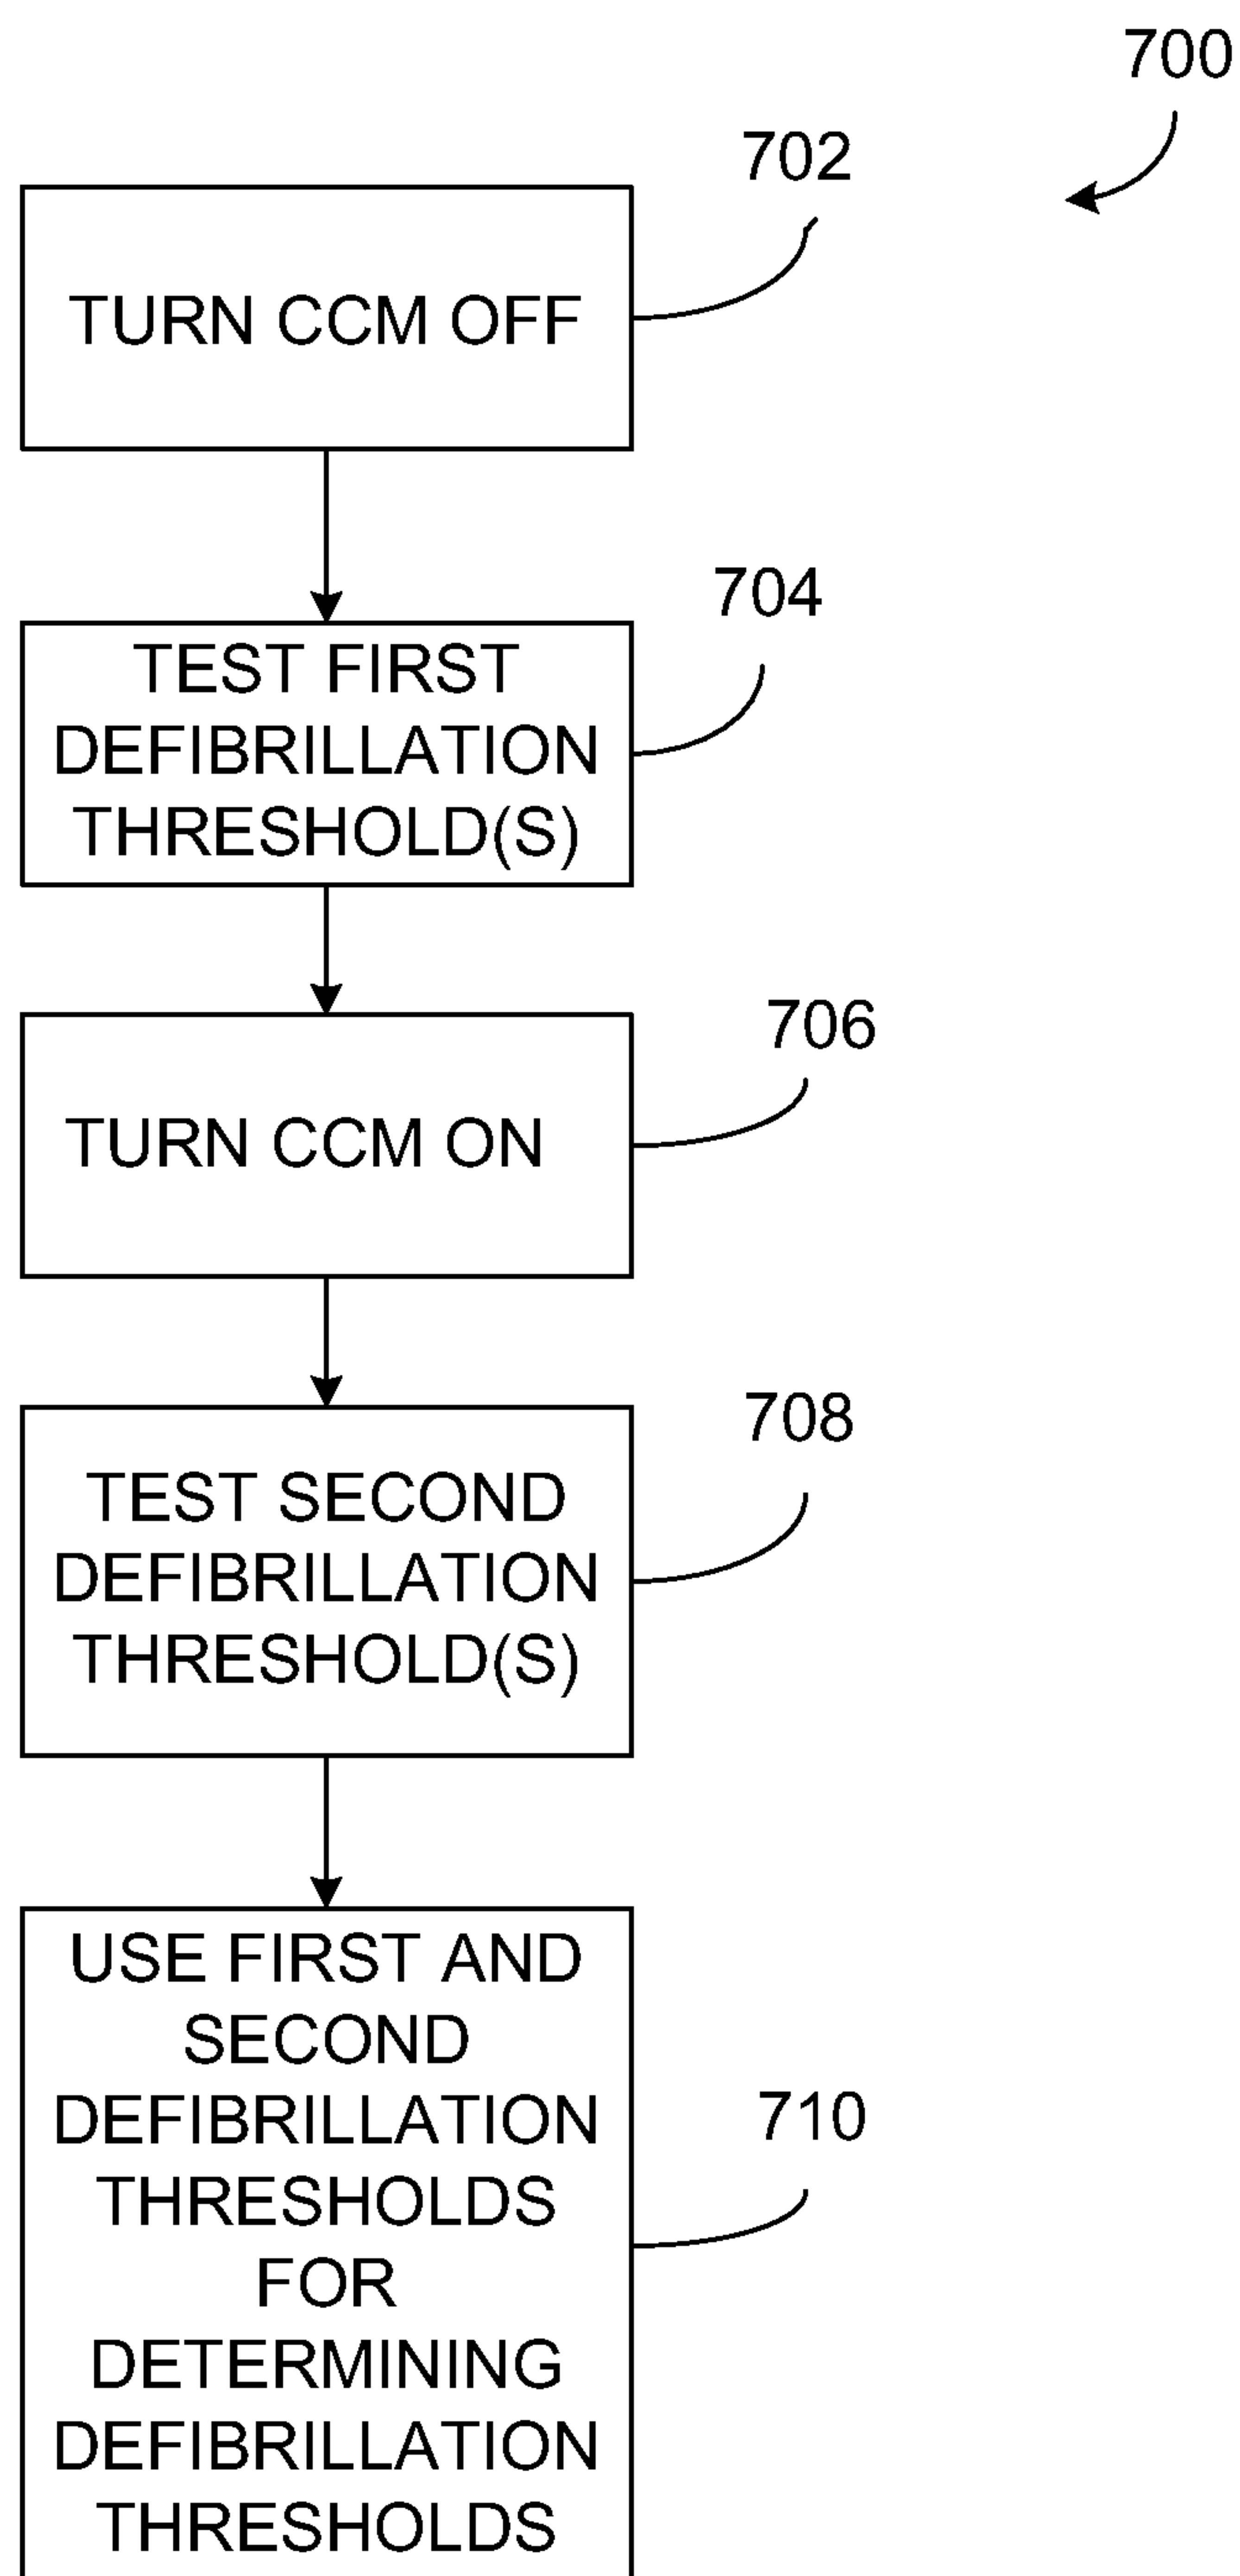 700
702
TURN CCM OFF
704
TEST FIRST
DEFIBRILLATION
THRESHOLD(S)
706
TURN CCM ON
708
TEST SECOND
DEFIBRILLATION
THRESHOLD(S)
USE FIRST AND
SECOND
DEFIBRILLATION
THRESHOLDS
FOR
DETERMINING
DEFIBRILLATION
THRESHOLDS
710